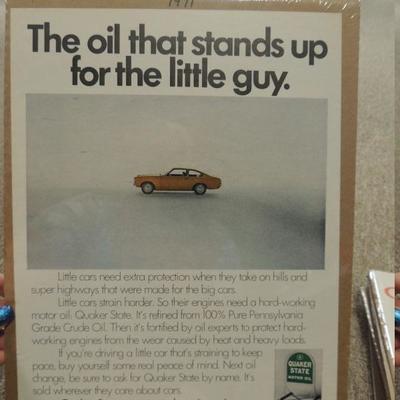 1971
The oil that stands up
for the little guy.
Little cars need extra protection when they take on hills and
super highways that were made for the big cars.
Little cars strain harder. So their engines need a hard-working
motor oil: Quaker State. It's refined from 100% Pure Pennsylvania
Grade Crude Oil. Then it's fortified by oil experts to protect hard-
working engines from the wear caused by heat and heavy loads.
If you're driving a little car that's straining to keep
pace, buy yourself some real peace of mind. Next oil
change, be sure to ask for Quaker State by name. It's
sold wherever they care about cars.
QUAKER
STATE
MOTOR OIL